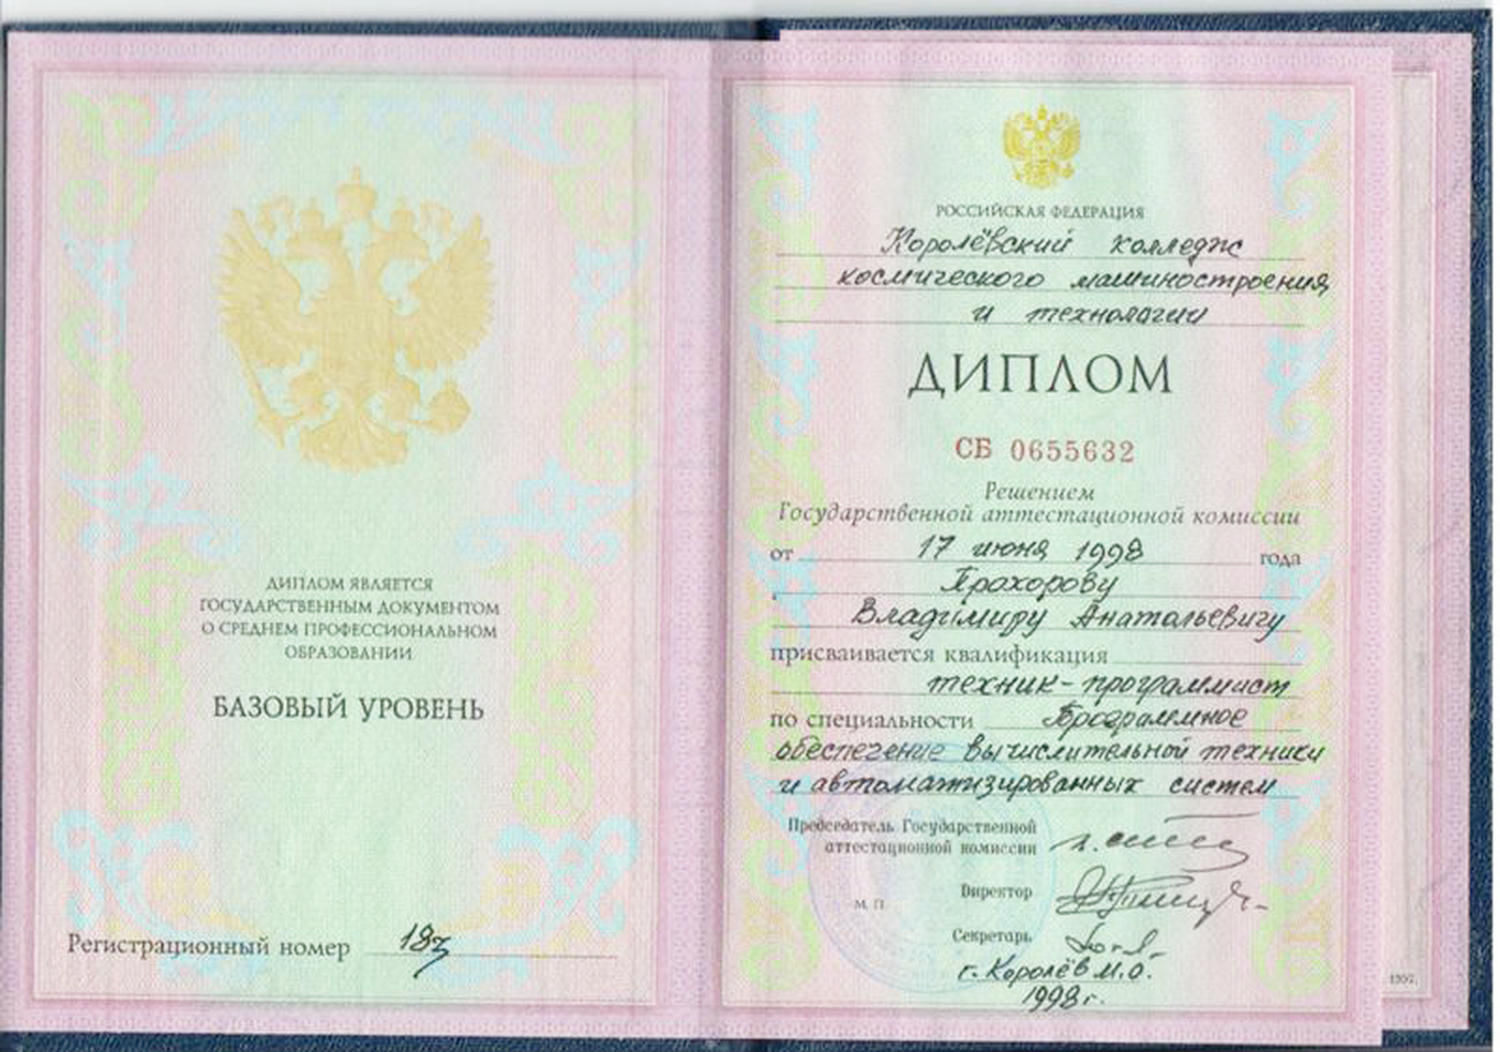 ДИПЛОМ ЯВЛЯЕТСЯ
ГОСУДАРСТВЕННЫМ ДОКУМЕНТОМ
О СРЕДНЕМ ПРОФЕССИОНАЛЬНОМ
ОБРАЗОВАНИИ
БАЗОВЫЙ УРОВЕНЬ
Регистрационный номер
РОССИЙСКАЯ ФЕДЕРАЦИЯ
Королёвский колледж
космического машиностроения
и технологии
ДИПЛОМ
СБ 0655632
Решением
Государственной аттестационной комиссии
от 17 июня 1998 года
Прохорову
Владимиру Анатольевичу
присваивается квалификация
техник-программист
по специальности Программное
обеспечение вычислительной техники
и автоматизированных систем
Председатель Государственной
аттестационной комиссии
Директор
М. П.
Секретарь
г. Королёв М.о.
1998 г.